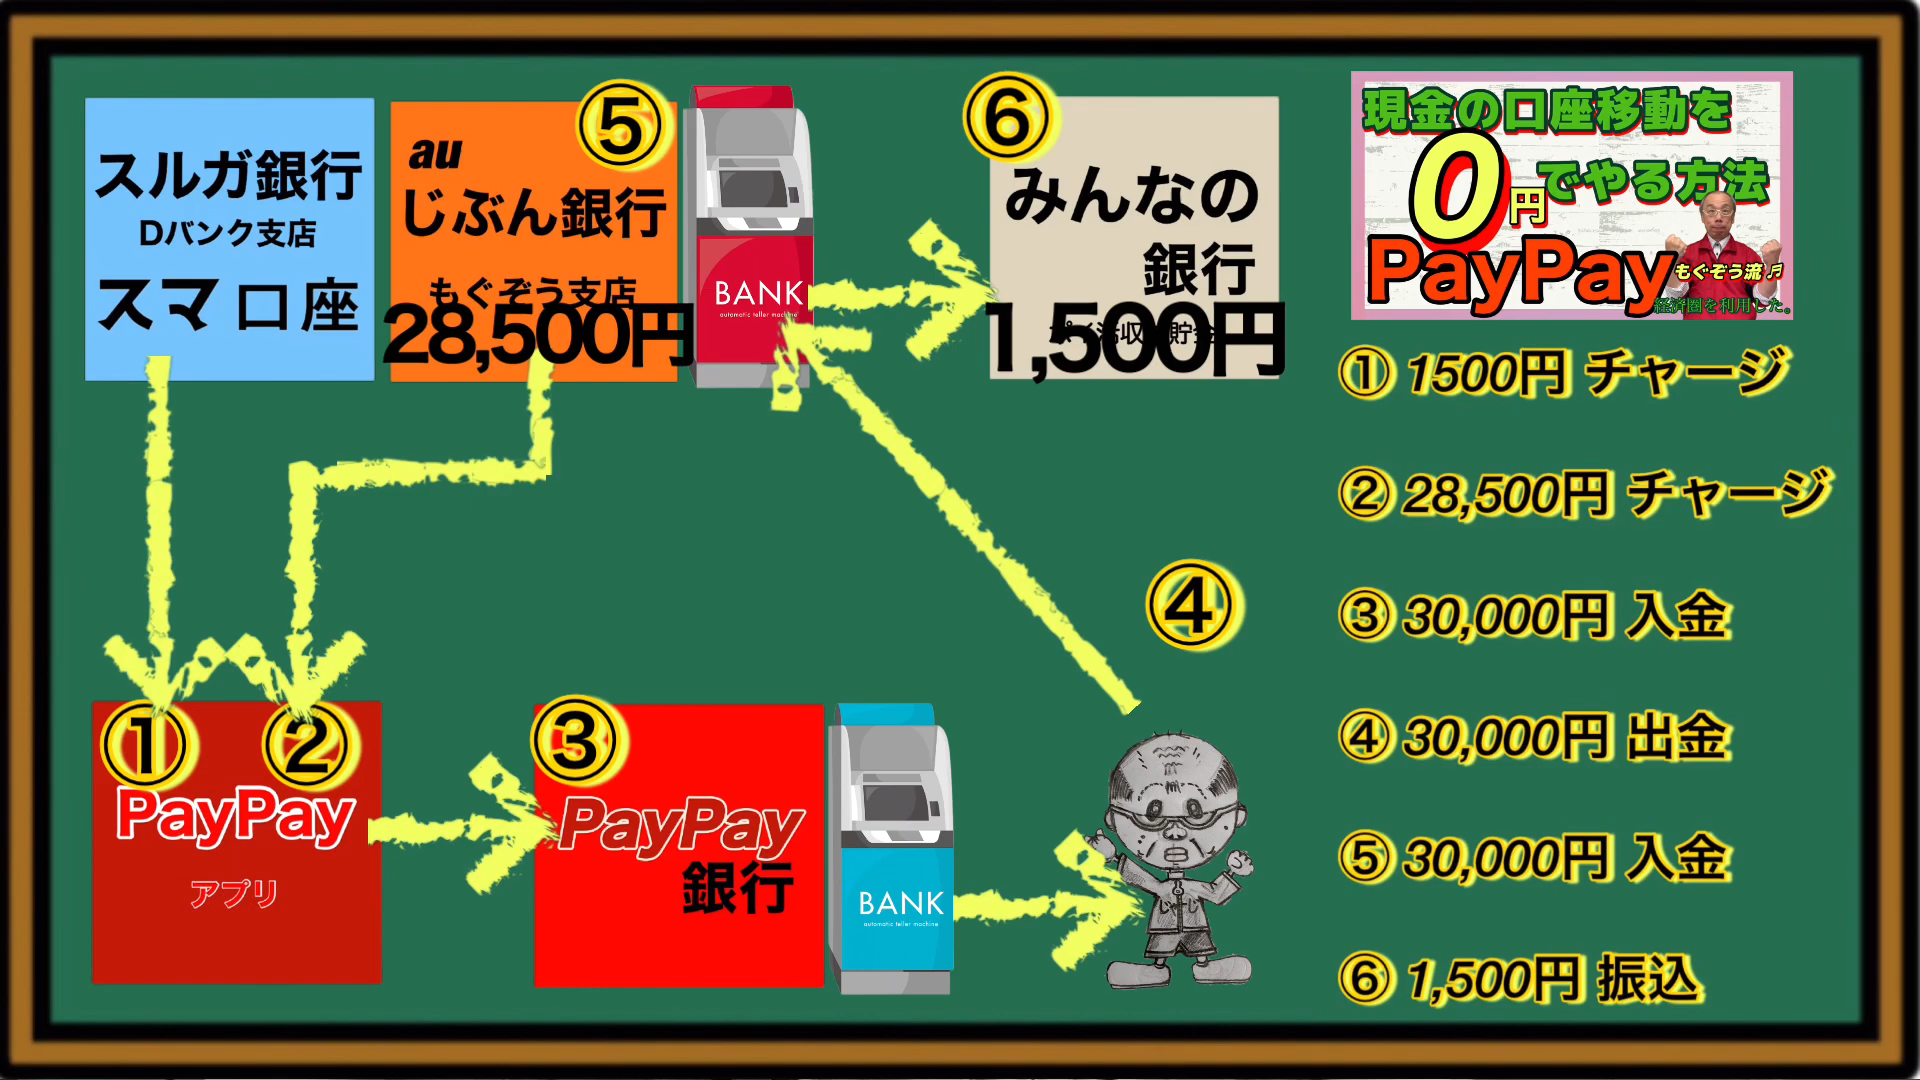 スルガ銀行
Dバンク支店
スマ口座
⑤
au
じぶん銀行
もぐぞう支店
28,500円
BANK
automatic teller machine
⑥
みんなの
銀行
1,500円
現金の口座移動を
0円でやる方法
PayPay
もぐぞう流♬
経済圏を利用した。
① 1500円 チャージ
② 28,500円 チャージ
③ 30,000円 入金
④ 30,000円 出金
⑤ 30,000円 入金
⑥ 1,500円 振込
④
① ②
PayPay
アプリ
③
PayPay
銀行
BANK
automatic teller machine